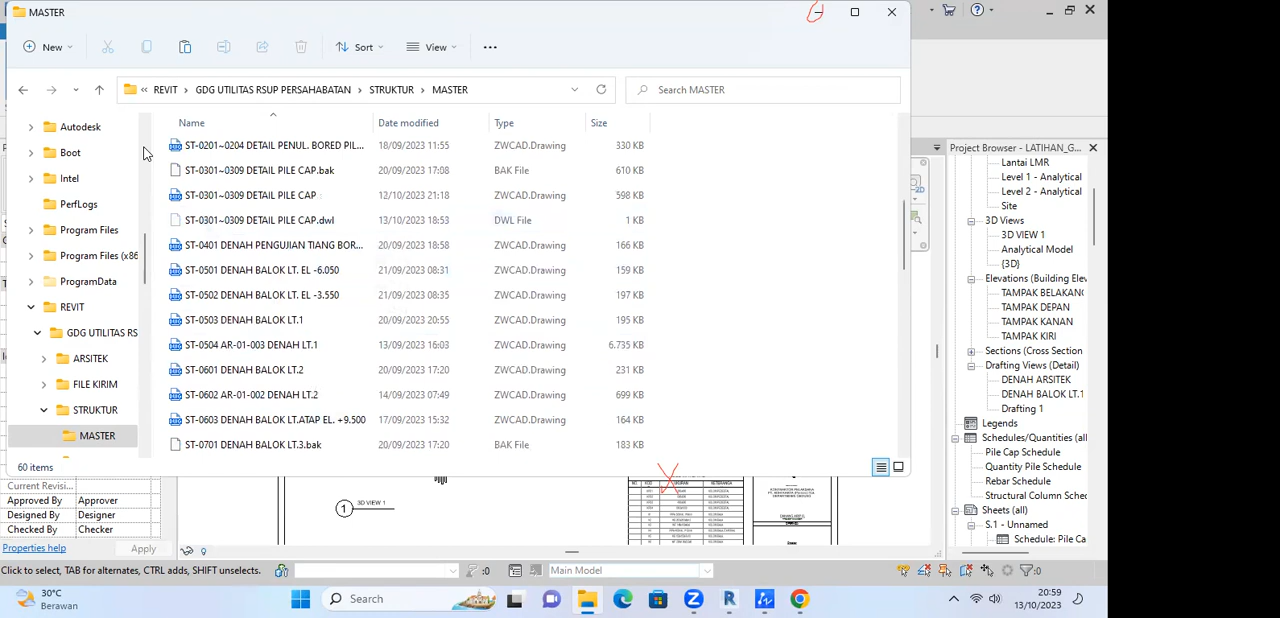 MASTER
New
Sort
View
« REVIT > GDG UTILITAS RSUP PERSAHABATAN > STRUKTUR > MASTER
Search MASTER
Name Date modified Type Size
ST-0201~0204 DETAIL PENUL. BORED PIL... 18/09/2023 11:55 ZWCAD.Drawing 330 KB
ST-0301~0309 DETAIL PILE CAP.bak 20/09/2023 17:08 BAK File 610 KB
ST-0301~0309 DETAIL PILE CAP 13/10/2023 21:18 ZWCAD.Drawing 598 KB
ST-0301~0309 DETAIL PILE CAP.dwl 13/10/2023 18:53 DWL File 1 KB
ST-0401 DENAH PENGUJIAN TIANG BOR... 20/09/2023 18:58 ZWCAD.Drawing 166 KB
ST-0501 DENAH BALOK LT. EL -6.050 21/09/2023 08:31 ZWCAD.Drawing 159 KB
ST-0502 DENAH BALOK LT. EL -3.550 21/09/2023 08:35 ZWCAD.Drawing 197 KB
ST-0503 DENAH BALOK LT.1 20/09/2023 20:55 ZWCAD.Drawing 195 KB
ST-0504 AR-01-003 DENAH LT.1 13/09/2023 16:03 ZWCAD.Drawing 6.735 KB
ST-0601 DENAH BALOK LT.2 20/09/2023 17:20 ZWCAD.Drawing 231 KB
ST-0602 AR-01-002 DENAH LT.2 14/09/2023 07:49 ZWCAD.Drawing 699 KB
ST-0603 DENAH BALOK LT.ATAP EL. +9.500 17/09/2023 15:32 ZWCAD.Drawing 164 KB
ST-0701 DENAH BALOK LT.3.bak 20/09/2023 17:20 BAK File 183 KB
Autodesk
Boot
Intel
PerfLogs
Program Files
Program Files (x86
ProgramData
REVIT
GDG UTILITAS RS
ARSITEK
FILE KIRIM
STRUKTUR
MASTER
60 items
Project Browser - LATIHAN_G...
Lantai LMR
Level 1 - Analytical
Level 2 - Analytical
Site
3D Views
3D VIEW 1
Analytical Model
{3D}
Elevations (Building Elev
TAMPAK BELAKANG
TAMPAK DEPAN
TAMPAK KANAN
TAMPAK KIRI
Sections (Cross Section
Drafting Views (Detail)
DENAH ARSITEK
DENAH BALOK LT.1
Drafting 1
Legends
Schedules/Quantities (all
Pile Cap Schedule
Quantity Pile Schedule
Rebar Schedule
Structural Column Sche
Sheets (all)
S.1 - Unnamed
Schedule: Pile Ca
Current Revisi...
Approved By Designer
Designed By Designer
Checked By Checker
Properties help Apply
1 3D VIEW 1
Click to select, TAB for alternates, CTRL adds, SHIFT unselects.
:0
Main Model
:0
30°C
Berawan
Search
20:59
13/10/2023